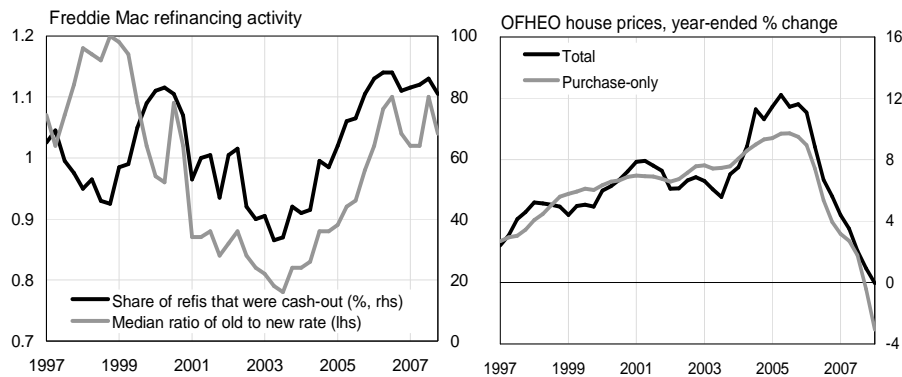 Freddie Mac refinancing activity
1.2
1.1
1
0.9
0.8
0.7
100
80
60
40
20
0
Share of refis that were cash-out (%, rhs)
Median ratio of old to new rate (lhs)
1997 1999 2001 2003 2005 2007
OFHEO house prices, year-ended % change
Total
Purchase-only
16
12
8
4
0
-4
1997 1999 2001 2003 2005 2007